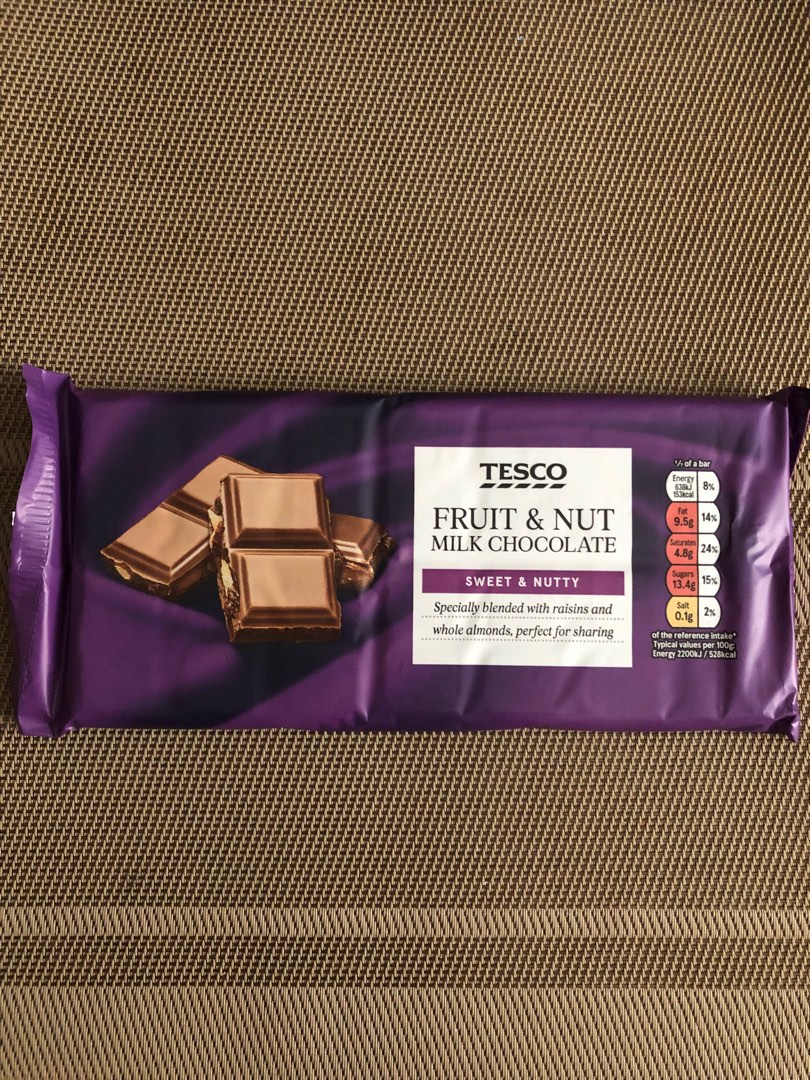 TESCO
FRUIT & NUT
MILK CHOCOLATE
SWEET & NUTTY
Specially blended with raisins and
whole almonds, perfect for sharing
1/7 of a bar
Energy
638kJ
153kcal
8%
Fat
9.5g
14%
Saturates
4.8g
24%
Sugars
13.4g
15%
Salt
0.1g
2%
of the reference intake*
Typical values per 100g:
Energy 2200kJ / 528kcal